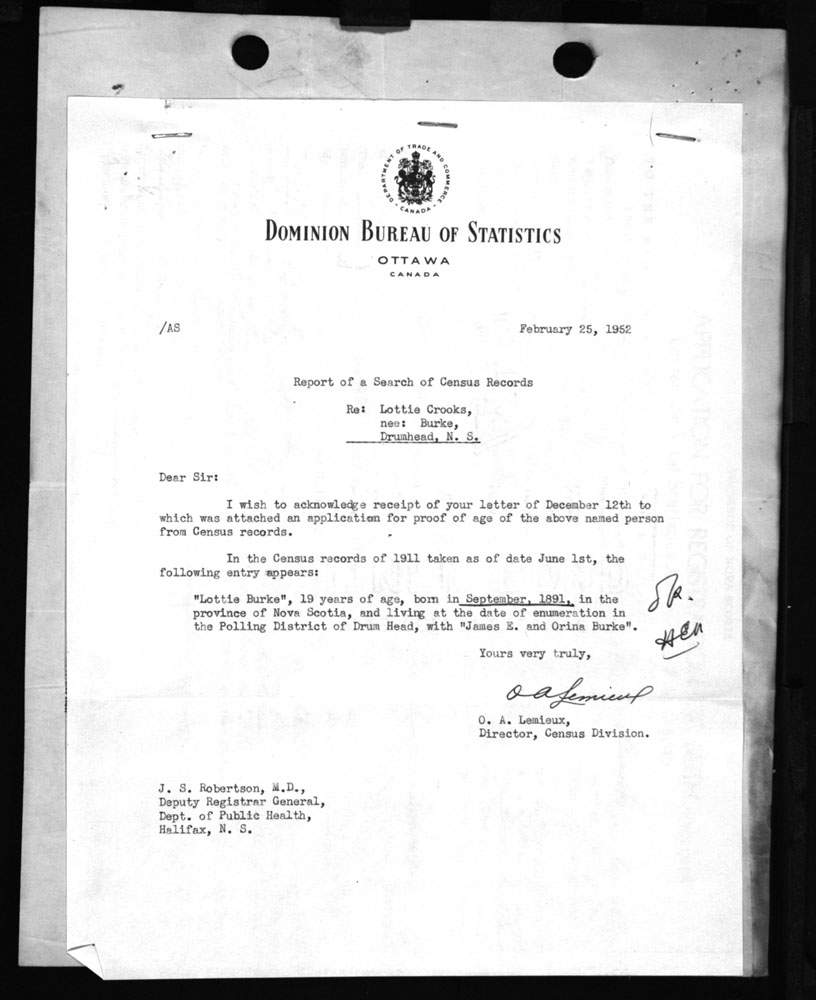 DEPARTMENT OF TRADE AND COMMERCE
CANADA
DOMINION BUREAU OF STATISTICS
OTTAWA
CANADA
/AS February 25, 1952
Report of a Search of Census Records
Re: Lottie Crooks,
nee: Burke,
Drumhead, N. S.
Dear Sir:
I wish to acknowledge receipt of your letter of December 12th to
which was attached an application for proof of age of the above named person
from Census records.
In the Census records of 1911 taken as of date June 1st, the
following entry appears:
"Lottie Burke", 19 years of age, born in September, 1891, in the
province of Nova Scotia, and living at the date of enumeration in
the Polling District of Drum Head, with "James E. and Orina Burke".
Yours very truly,
O A Lemieux
O. A. Lemieux,
Director, Census Division.
J. S. Robertson, M.D.,
Deputy Registrar General,
Dept. of Public Health,
Halifax, N. S.